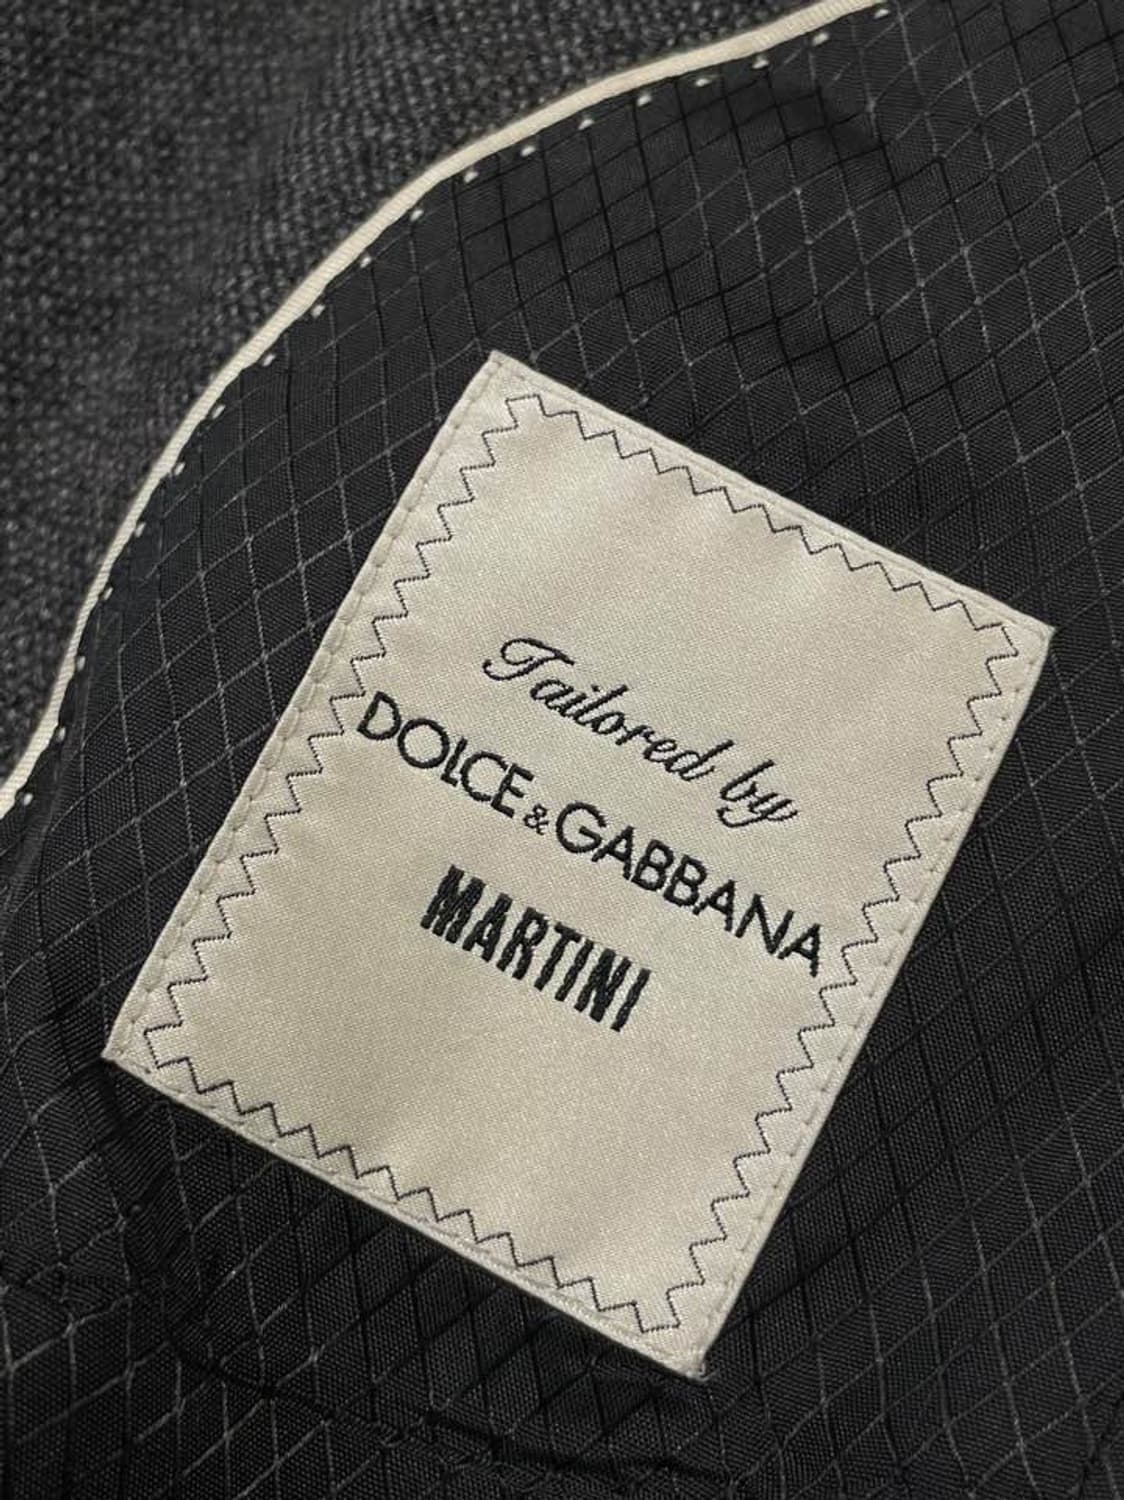 Tailored by
DOLCE & GABBANA
MARTINI